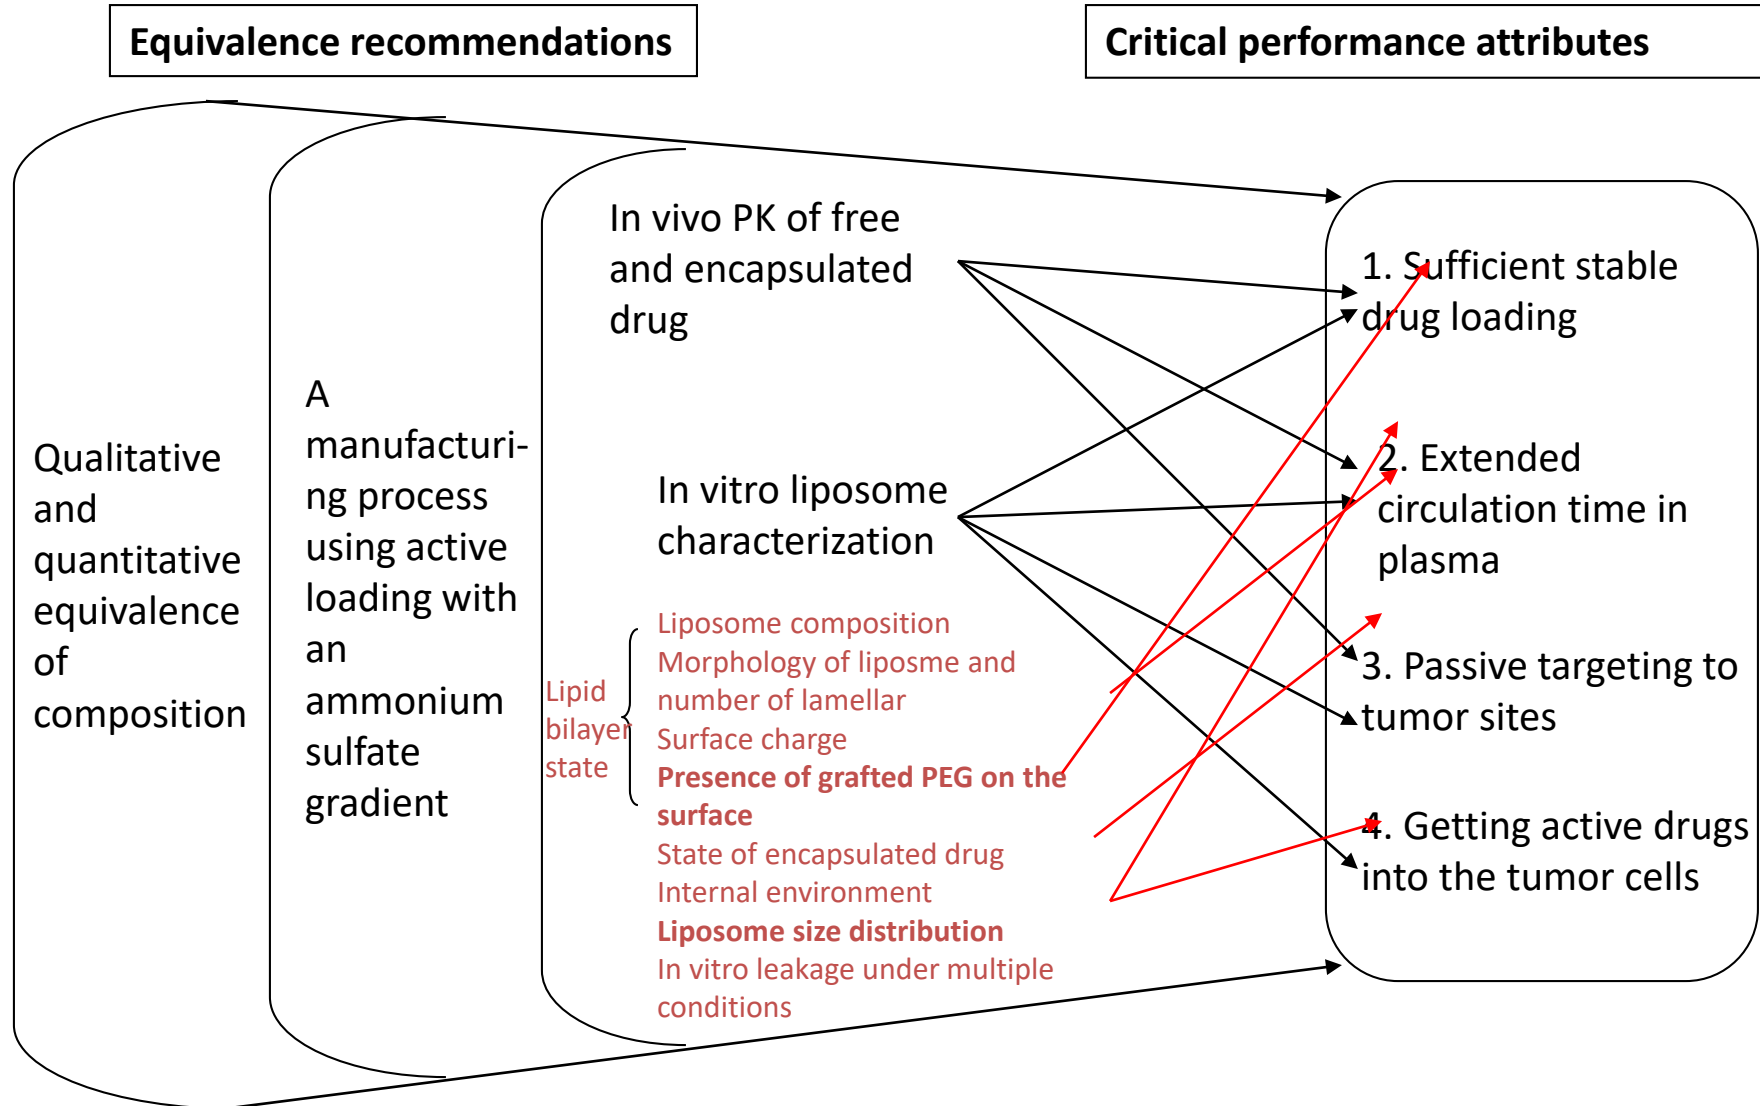 Equivalence recommendations
Critical performance attributes
Qualitative
and
quantitative
equivalence
of
composition
A
manufacturi-
ng process
using active
loading with
an
ammonium
sulfate
gradient
In vivo PK of free
and encapsulated
drug
In vitro liposome
characterization
Lipid
bilayer
state
Liposome composition
Morphology of liposme and
number of lamellar
Surface charge
Presence of grafted PEG on the
surface
State of encapsulated drug
Internal environment
Liposome size distribution
In vitro leakage under multiple
conditions
1. Sufficient stable
drug loading
2. Extended
circulation time in
plasma
3. Passive targeting to
tumor sites
4. Getting active drugs
into the tumor cells